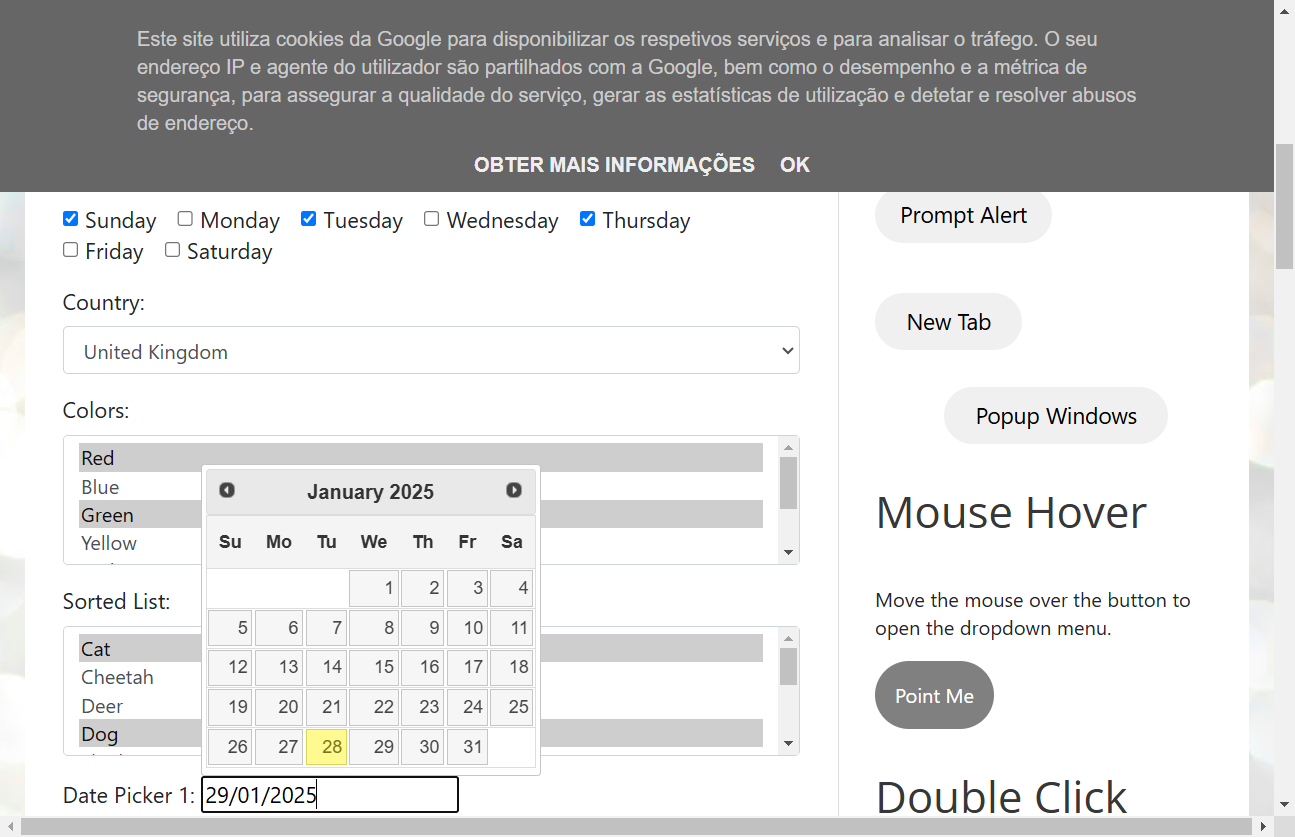 Este site utiliza cookies da Google para disponibilizar os respetivos serviços e para analisar o tráfego. O seu
endereço IP e agente do utilizador são partilhados com a Google, bem como o desempenho e a métrica de
segurança, para assegurar a qualidade do serviço, gerar as estatísticas de utilização e detetar e resolver abusos
de endereço.
OBTER MAIS INFORMAÇÕES OK
Sunday Monday Tuesday Wednesday Thursday
Friday Saturday
Country:
United Kingdom
Colors:
Red
Blue
Green
Yellow
Sorted List:
Cat
Cheetah
Deer
Dog
January 2025
Su Mo Tu We Th Fr Sa
1 2 3 4
5 6 7 8 9 10 11
12 13 14 15 16 17 18
19 20 21 22 23 24 25
26 27 28 29 30 31
Date Picker 1: 29/01/2025
Prompt Alert
New Tab
Popup Windows
Mouse Hover
Move the mouse over the button to
open the dropdown menu.
Point Me
Double Click